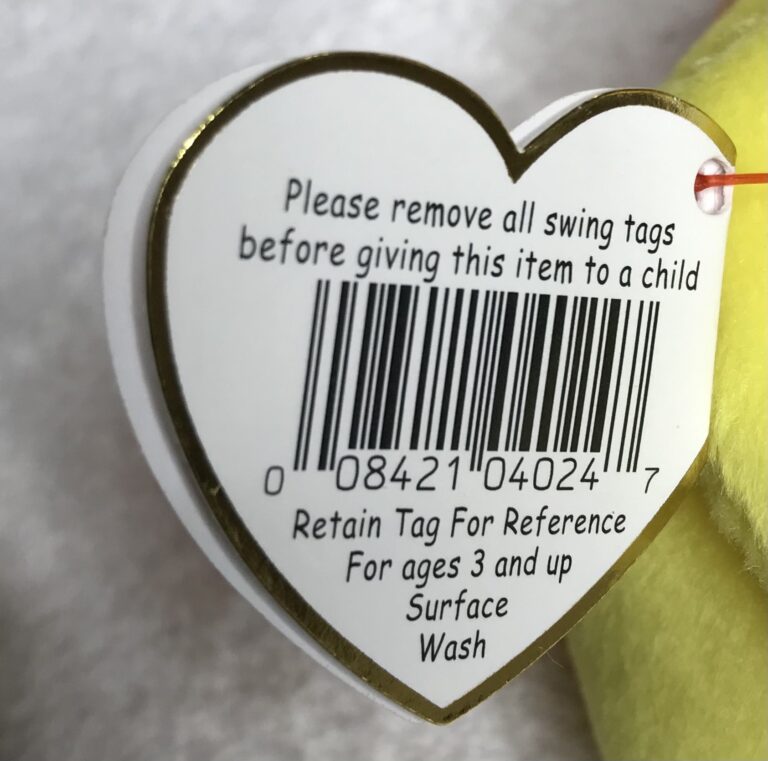 Please remove all swing tags
before giving this item to a child
0 08421 04024 7
Retain Tag For Reference
For ages 3 and up
Surface
Wash